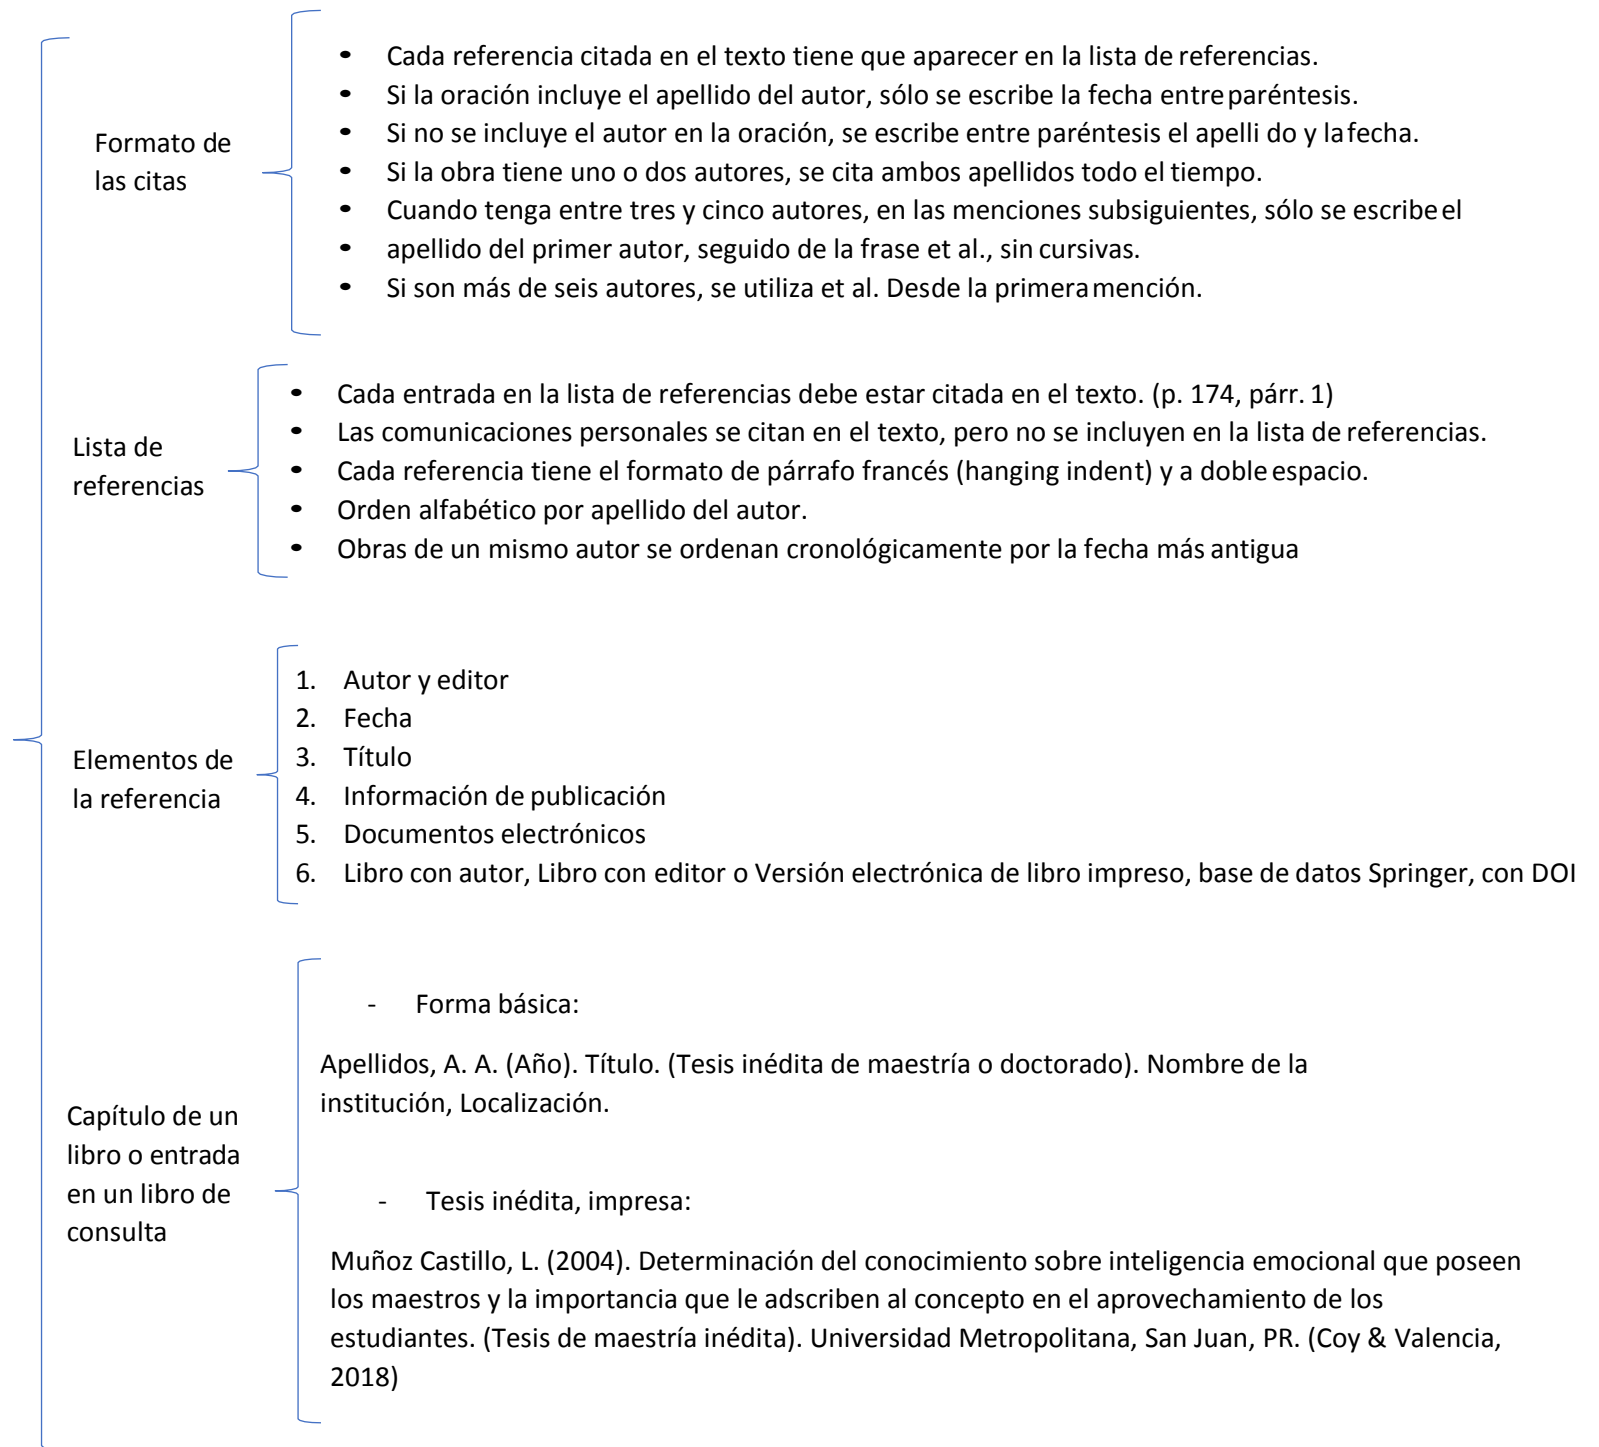 Formato de
las citas
• Cada referencia citada en el texto tiene que aparecer en la lista de referencias.
• Si la oración incluye el apellido del autor, sólo se escribe la fecha entre paréntesis.
• Si no se incluye el autor en la oración, se escribe entre paréntesis el apelli do y la fecha.
• Si la obra tiene uno o dos autores, se cita ambos apellidos todo el tiempo.
• Cuando tenga entre tres y cinco autores, en las menciones subsiguientes, sólo se escribe el
• apellido del primer autor, seguido de la frase et al., sin cursivas.
• Si son más de seis autores, se utiliza et al. Desde la primera mención.
Lista de
referencias
• Cada entrada en la lista de referencias debe estar citada en el texto. (p. 174, párr. 1)
• Las comunicaciones personales se citan en el texto, pero no se incluyen en la lista de referencias.
• Cada referencia tiene el formato de párrafo francés (hanging indent) y a doble espacio.
• Orden alfabético por apellido del autor.
• Obras de un mismo autor se ordenan cronológicamente por la fecha más antigua
Elementos de
la referencia
1. Autor y editor
2. Fecha
3. Título
4. Información de publicación
5. Documentos electrónicos
6. Libro con autor, Libro con editor o Versión electrónica de libro impreso, base de datos Springer, con DOI
Capítulo de un
libro o entrada
en un libro de
consulta
- Forma básica:
Apellidos, A. A. (Año). Título. (Tesis inédita de maestría o doctorado). Nombre de la
institución, Localización.
- Tesis inédita, impresa:
Muñoz Castillo, L. (2004). Determinación del conocimiento sobre inteligencia emocional que poseen
los maestros y la importancia que le adscriben al concepto en el aprovechamiento de los
estudiantes. (Tesis de maestría inédita). Universidad Metropolitana, San Juan, PR. (Coy & Valencia,
2018)